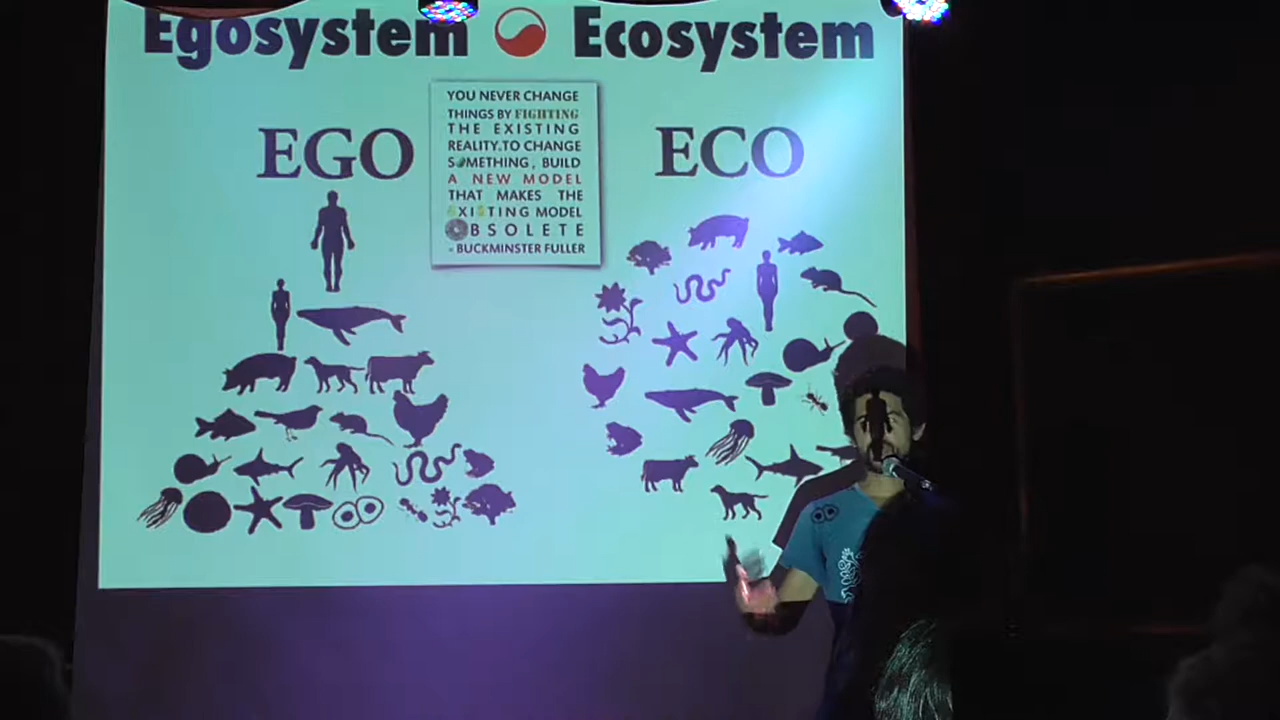 Egosystem Ecosystem
YOU NEVER CHANGE
THINGS BY FIGHTING
THE EXISTING
REALITY.TO CHANGE
SOMETHING, BUILD
A NEW MODEL
THAT MAKES THE
EXISTING MODEL
OBSOLETE
- BUCKMINSTER FULLER
EGO
ECO